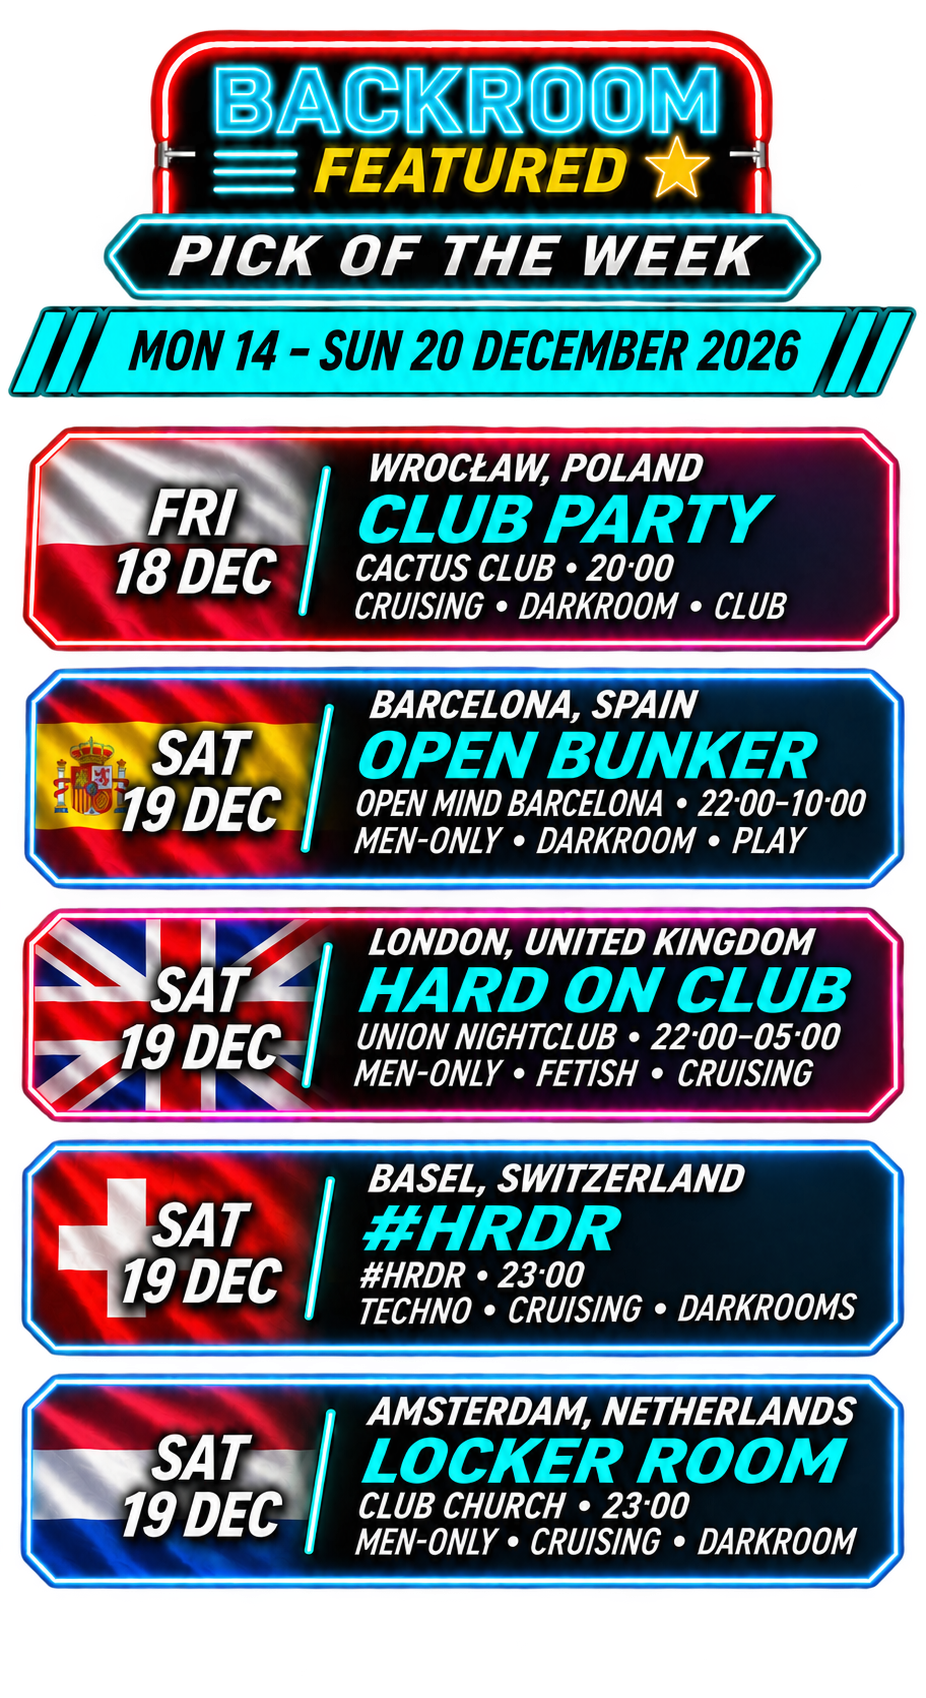 BACKROOM
FEATURED
PICK OF THE WEEK
MON 14 – SUN 20 DECEMBER 2026
FRI
18 DEC
WROCŁAW, POLAND
CLUB PARTY
CACTUS CLUB • 20·00
CRUISING • DARKROOM • CLUB
SAT
19 DEC
BARCELONA, SPAIN
OPEN BUNKER
OPEN MIND BARCELONA • 22·00–10·00
MEN-ONLY • DARKROOM • PLAY
SAT
19 DEC
LONDON, UNITED KINGDOM
HARD ON CLUB
UNION NIGHTCLUB • 22·00–05·00
MEN-ONLY • FETISH • CRUISING
SAT
19 DEC
BASEL, SWITZERLAND
#HRDR
#HRDR • 23·00
TECHNO • CRUISING • DARKROOMS
SAT
19 DEC
AMSTERDAM, NETHERLANDS
LOCKER ROOM
CLUB CHURCH • 23·00
MEN-ONLY • CRUISING • DARKROOM